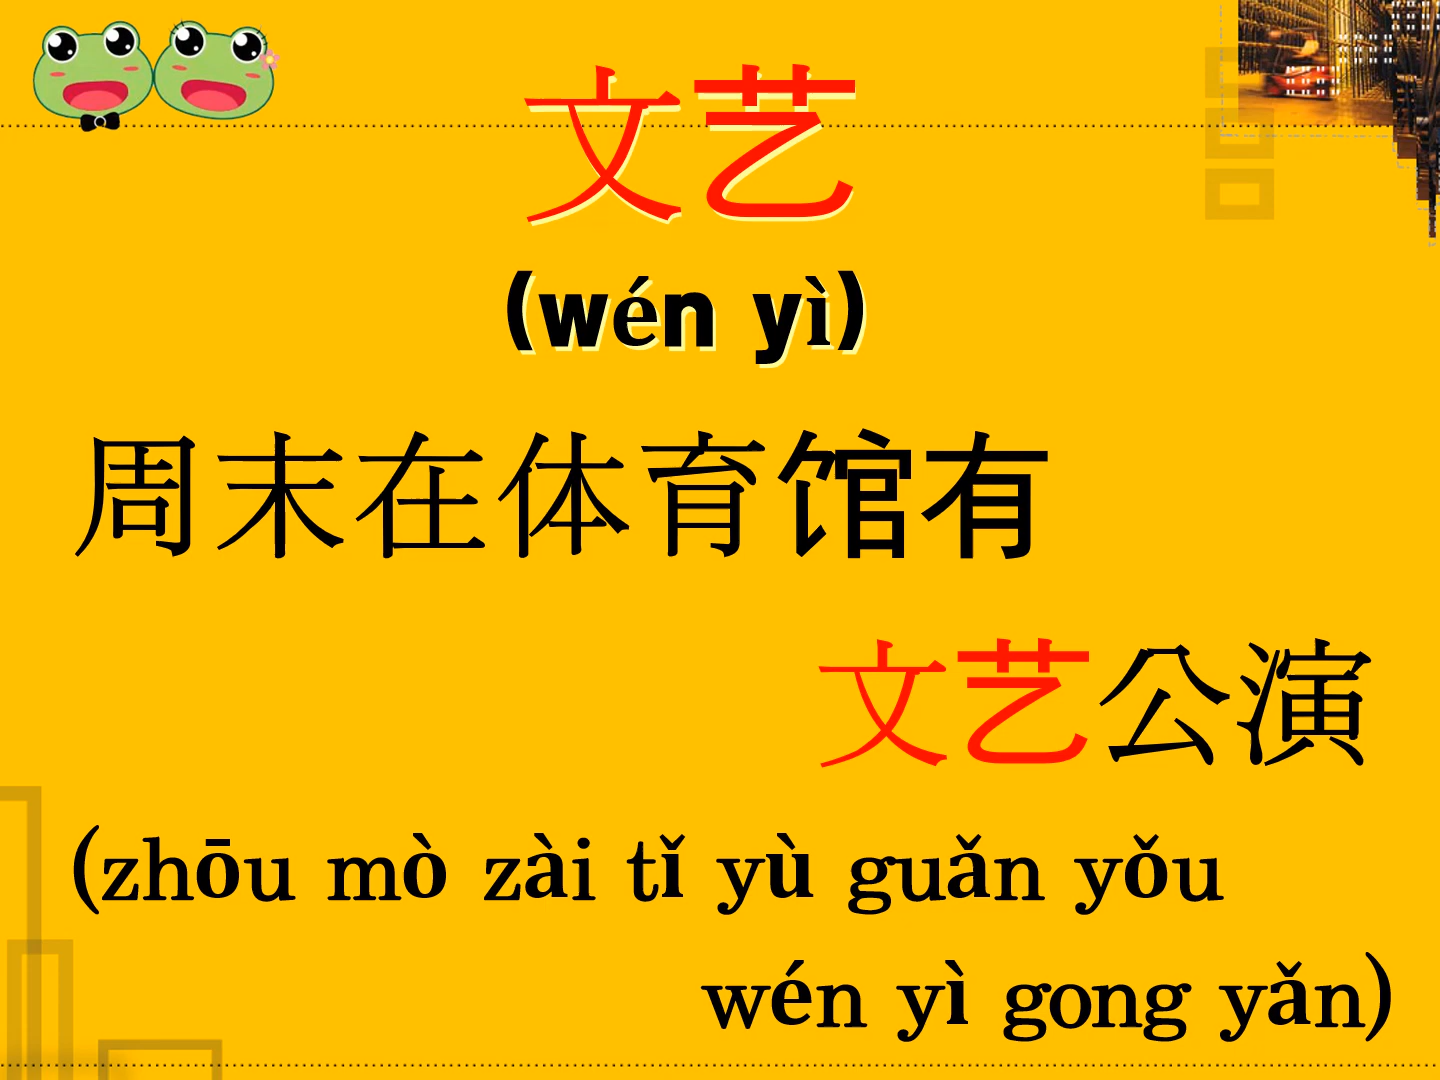 文艺
(wén yì)
周末在体育馆有
文艺公演
(zhōu mò zài tǐ yù guǎn yǒu
wén yì gong yǎn)